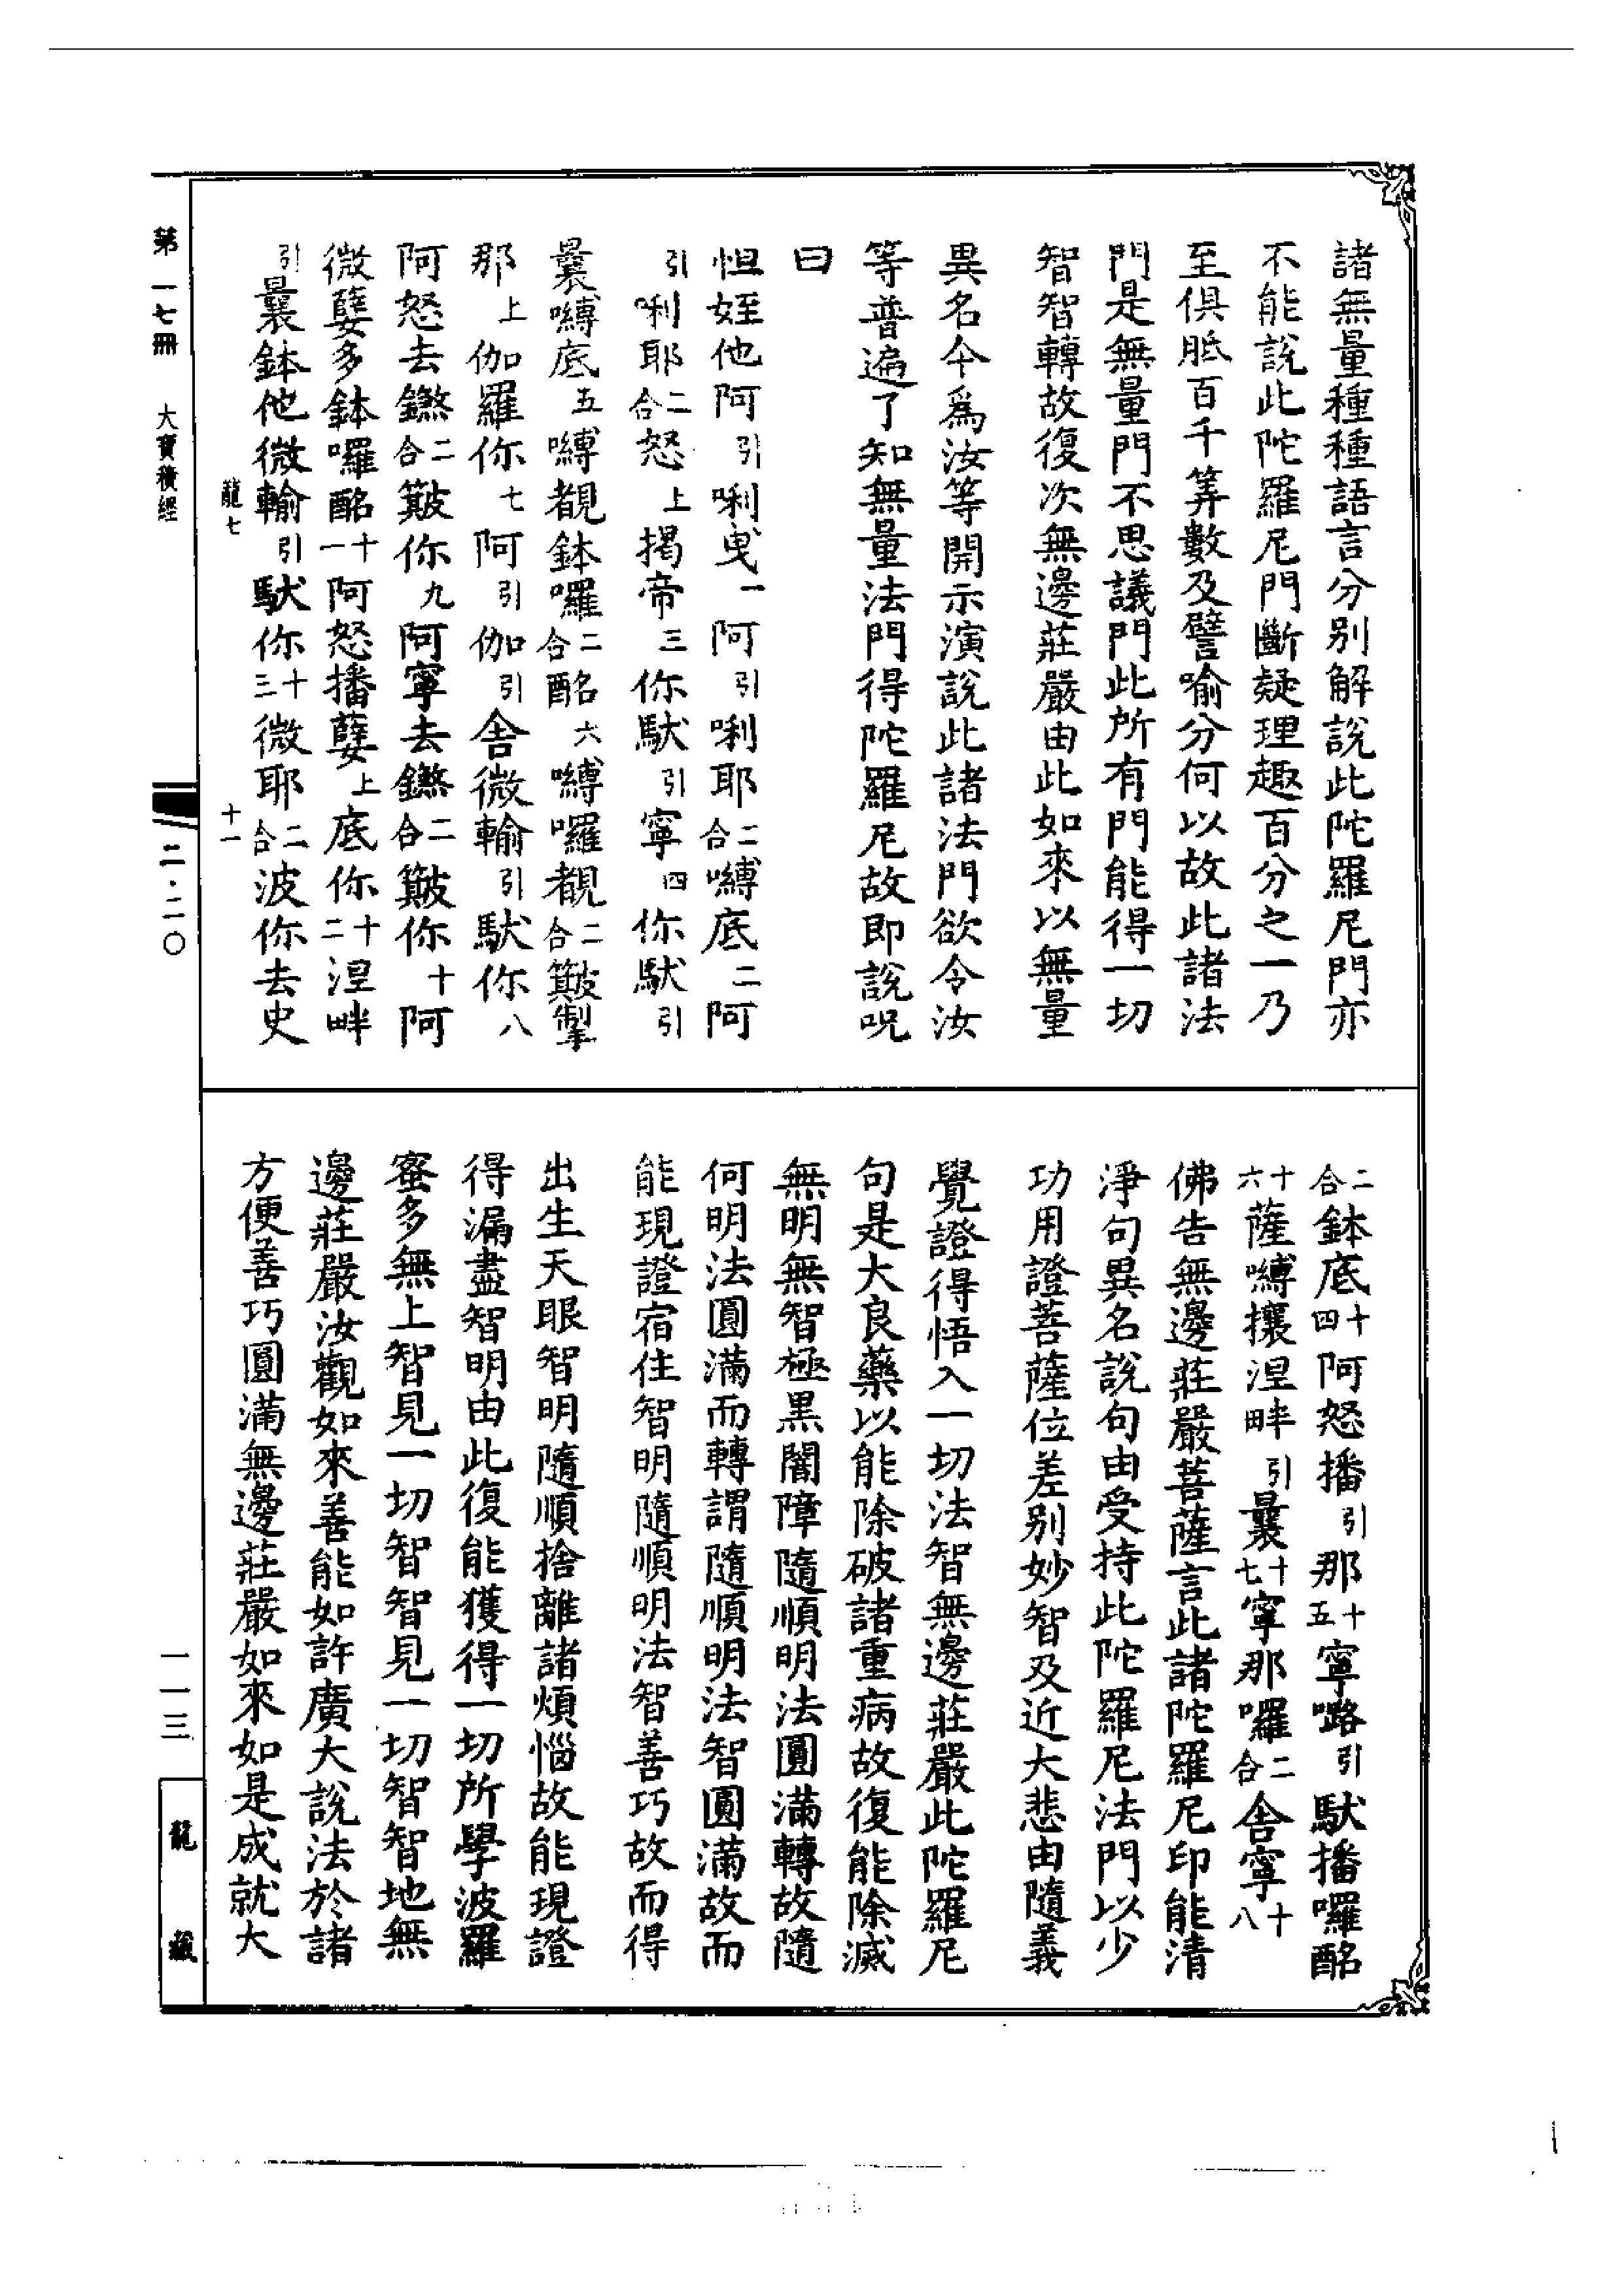 諸無量種種語言分別解說此陀羅尼門亦
不能說此陀羅尼門斷疑理趣百分之一乃
至俱胝百千筭數及譬喻分何以故此諸法
門是無量門不思議門此所有門能得一切
智智轉故復次無邊莊嚴由此如來以無量
異名今為汝等開示演說此諸法門欲令汝
等普遍了知無量法門得陀羅尼故即說呪
曰
怛姪他阿引唎曳一阿引唎耶二合嚩底二阿
引唎耶二合怒上揭帝三你馱引寧四你馱引
曩嚩底五嚩覩鉢囉二合酩六嚩囉覩二合簸掣
那上伽羅你七阿引伽引舍微輸引馱你八
阿怒去鑬二合簸你九阿寧去鑬二合簸你十阿
微孽多鉢囉酩十一阿怒播孽上底你十二涅畔
引曩鉢他微輸引馱你十三微耶二合波你去史
二合鉢底十四阿怒播引那十五寧㗚引馱播囉酩
十六薩嚩攘涅畔引曩十七寧那囉二合舍寧十八
佛告無邊莊嚴菩薩言此諸陀羅尼印能清
淨句異名說句由受持此陀羅尼法門以少
功用證菩薩位差別妙智及近大悲由隨義
覺證得悟入一切法智無邊莊嚴此陀羅尼
句是大良藥以能除破諸重病故復能除滅
無明無智極黑闇障隨順明法圓滿轉故隨
何明法圓滿而轉謂隨順明法智圓滿故而
能現證宿住智明隨順明法智善巧故而得
出生天眼智明隨順捨離諸煩惱故能現證
得漏盡智明由此復能獲得一切所學波羅
蜜多無上智見一切智智見一切智智地無
邊莊嚴汝觀如來善能如許廣大說法於諸
方便善巧圓滿無邊莊嚴如來如是成就大
龍七
十一
第一七冊 大寶積經
二·二〇
一一三
龍藏